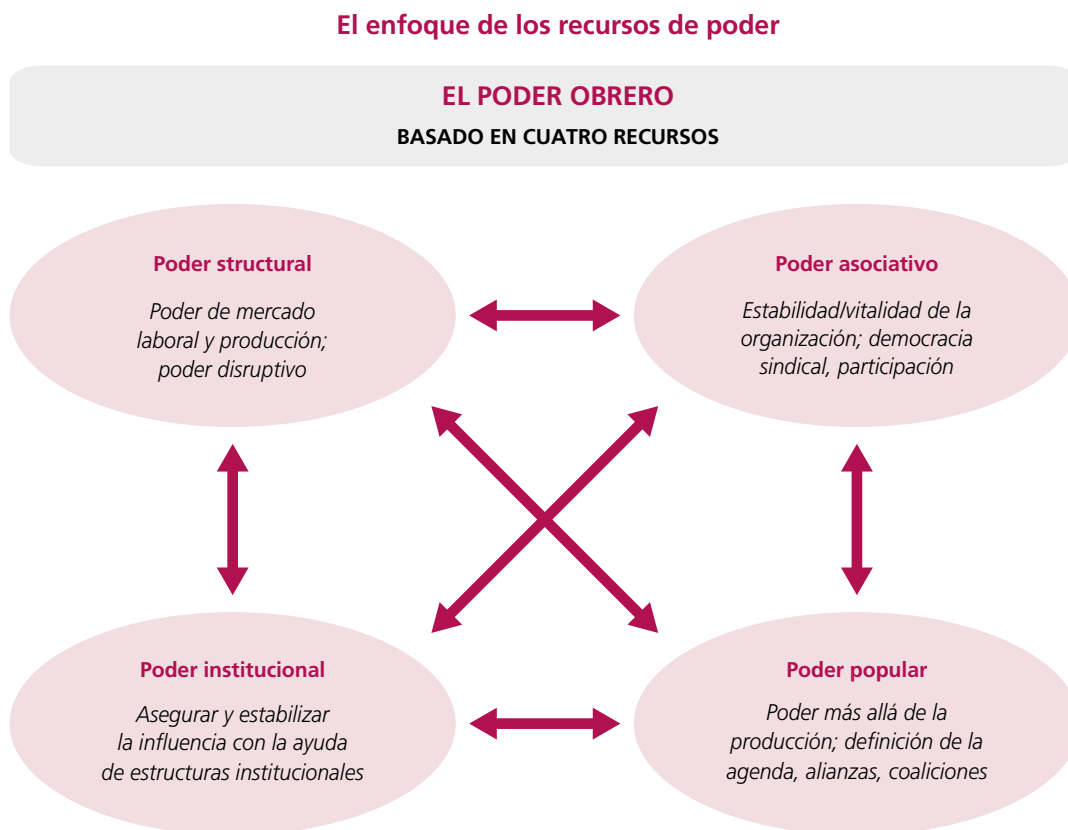 El enfoque de los recursos de poder
EL PODER OBRERO
BASADO EN CUATRO RECURSOS
Poder structural
Poder de mercado
laboral y producción;
poder disruptivo
Poder asociativo
Estabilidad/vitalidad de la
organización; democracia
sindical, participación
Poder institucional
Asegurar y estabilizar
la influencia con la ayuda
de estructuras institucionales
Poder popular
Poder más allá de la
producción; definición de la
agenda, alianzas, coaliciones